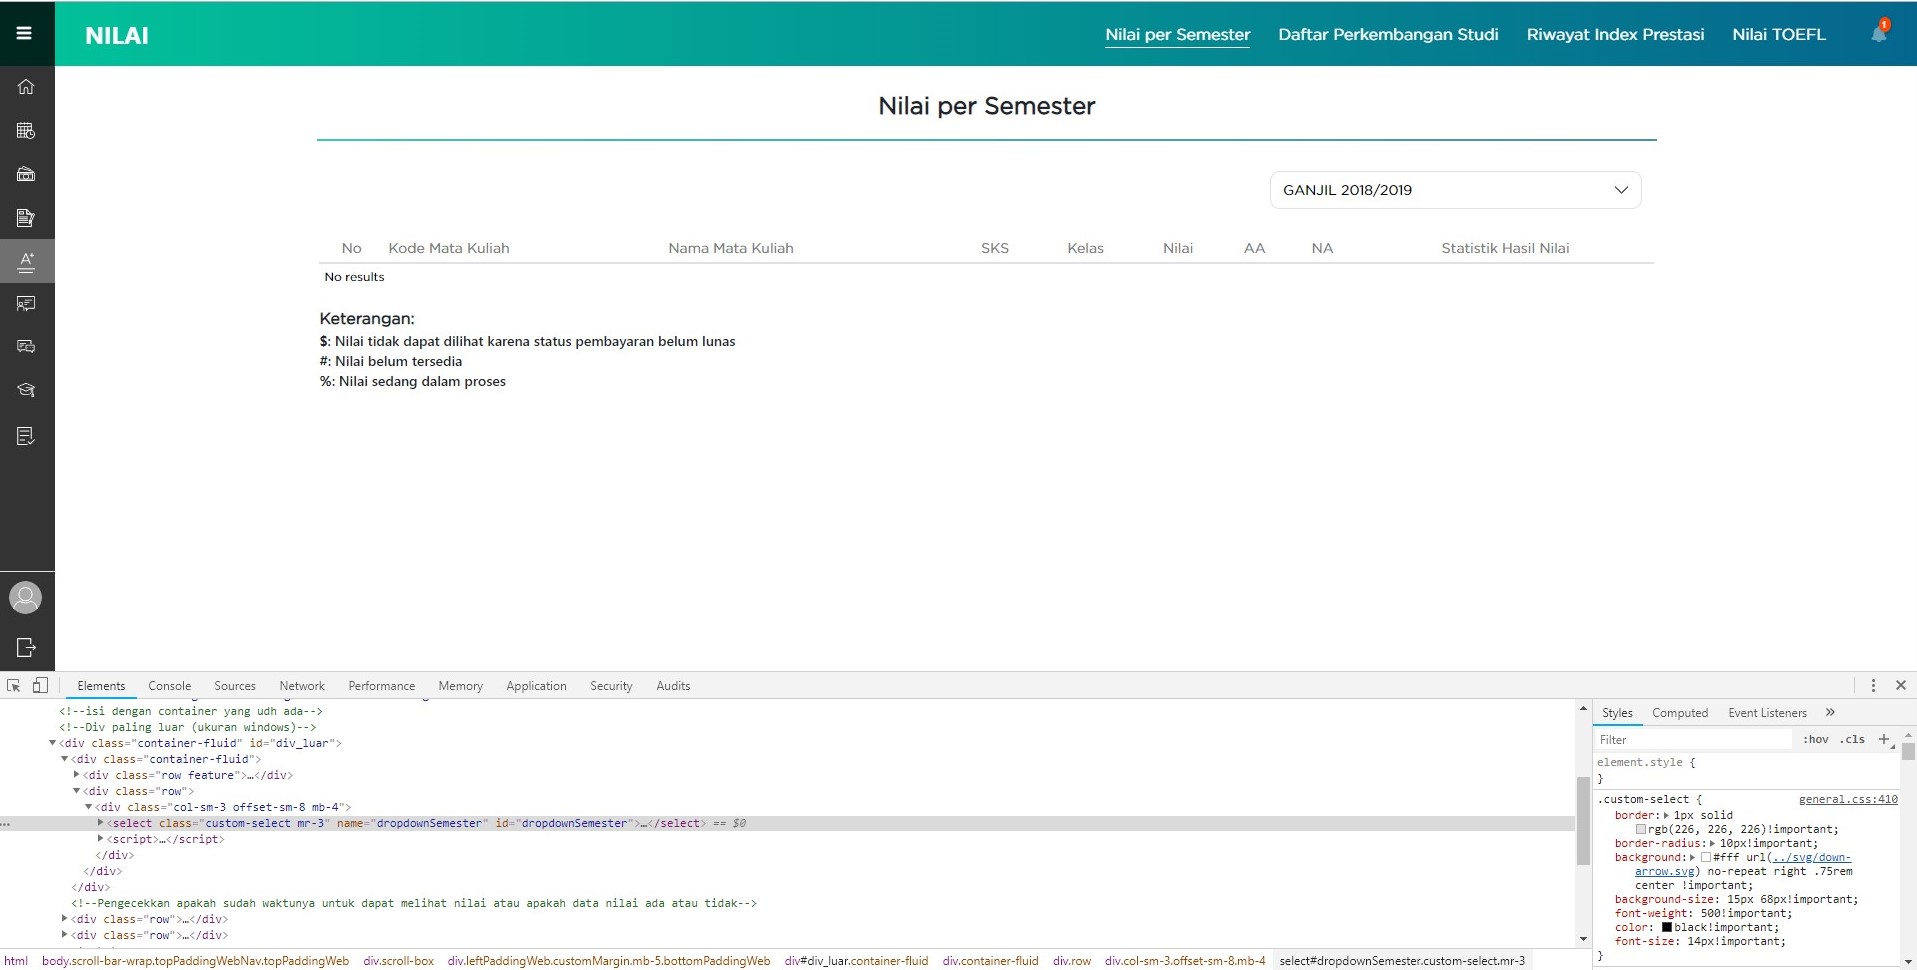 NILAI
Nilai per Semester
Daftar Perkembangan Studi
Riwayat Index Prestasi
Nilai TOEFL
1
Nilai per Semester
GANJIL 2018/2019
No Kode Mata Kuliah Nama Mata Kuliah SKS Kelas Nilai AA NA Statistik Hasil Nilai
No results
Keterangan:
$: Nilai tidak dapat dilihat karena status pembayaran belum lunas
#: Nilai belum tersedia
%: Nilai sedang dalam proses
A+
Elements Console Sources Network Performance Memory Application Security Audits
<!--isi dengan container yang udh ada-->
<!--Div paling luar (ukuran windows)-->
<div class="container-fluid" id="div_luar">
<div class="container-fluid">
<div class="row feature">…</div>
<div class="row">
<div class="col-sm-3 offset-sm-8 mb-4">
<select class="custom-select mr-3" name="dropdownSemester" id="dropdownSemester">…</select> == $0
<script>…</script>
</div>
</div>
</div>
<!--Pengecekkan apakah sudah waktunya untuk dapat melihat nilai atau apakah data nilai ada atau tidak-->
<div class="row">…</div>
<div class="row">…</div>
html body.scroll-bar-wrap.topPaddingWebNav.topPaddingWeb div.scroll-box div.leftPaddingWeb.customMargin.mb-5.bottomPaddingWeb div#div_luar.container-fluid div.container-fluid div.row div.col-sm-3.offset-sm-8.mb-4 select#dropdownSemester.custom-select.mr-3
Styles Computed Event Listeners »
Filter :hov .cls +
element.style {
}
.custom-select { general.css:410
border: 1px solid
rgb(226, 226, 226)!important;
border-radius: 10px!important;
background: #fff url(../svg/down-
arrow.svg) no-repeat right .75rem
center !important;
background-size: 15px 68px!important;
font-weight: 500!important;
color: black!important;
font-size: 14px!important;
}